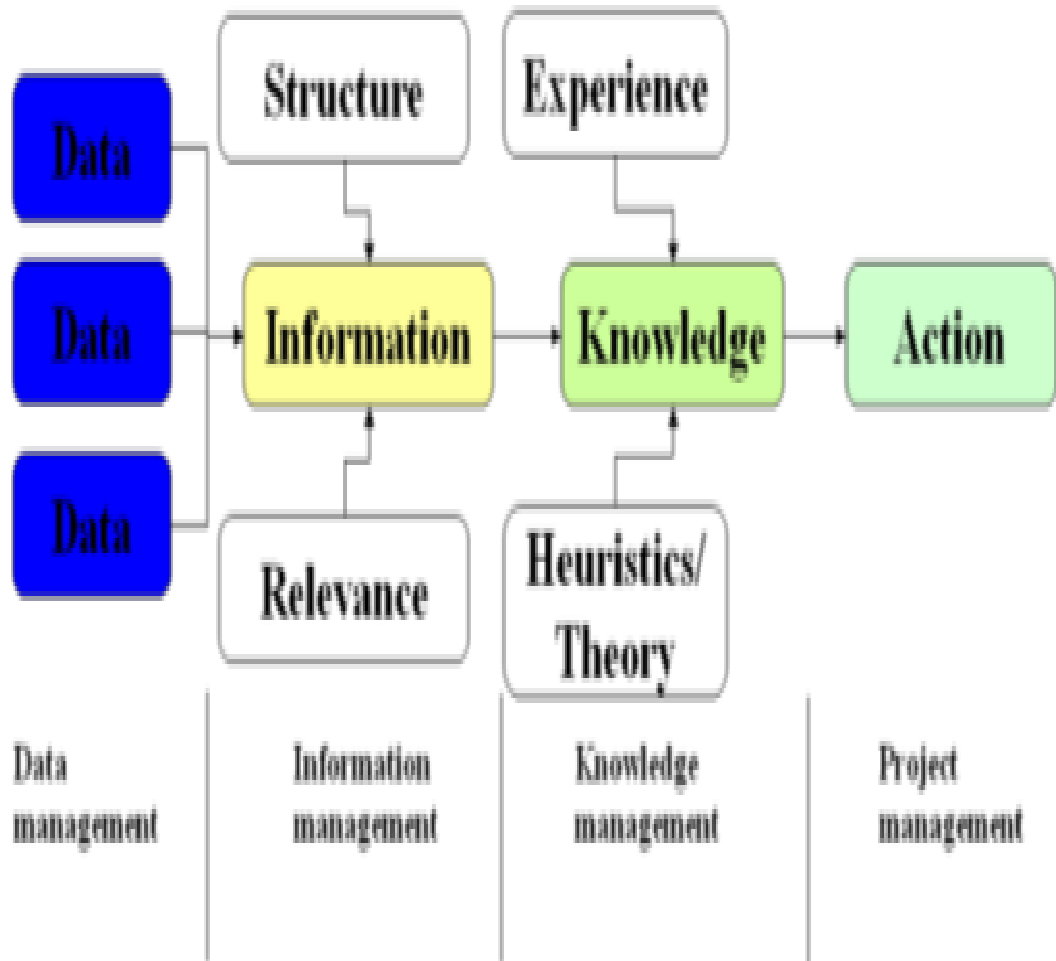 Structure
Experience
Data
Data
Information
Knowledge
Action
Data
Relevance
Heuristics/
Theory
Data
management
Information
management
Knowledge
management
Project
management